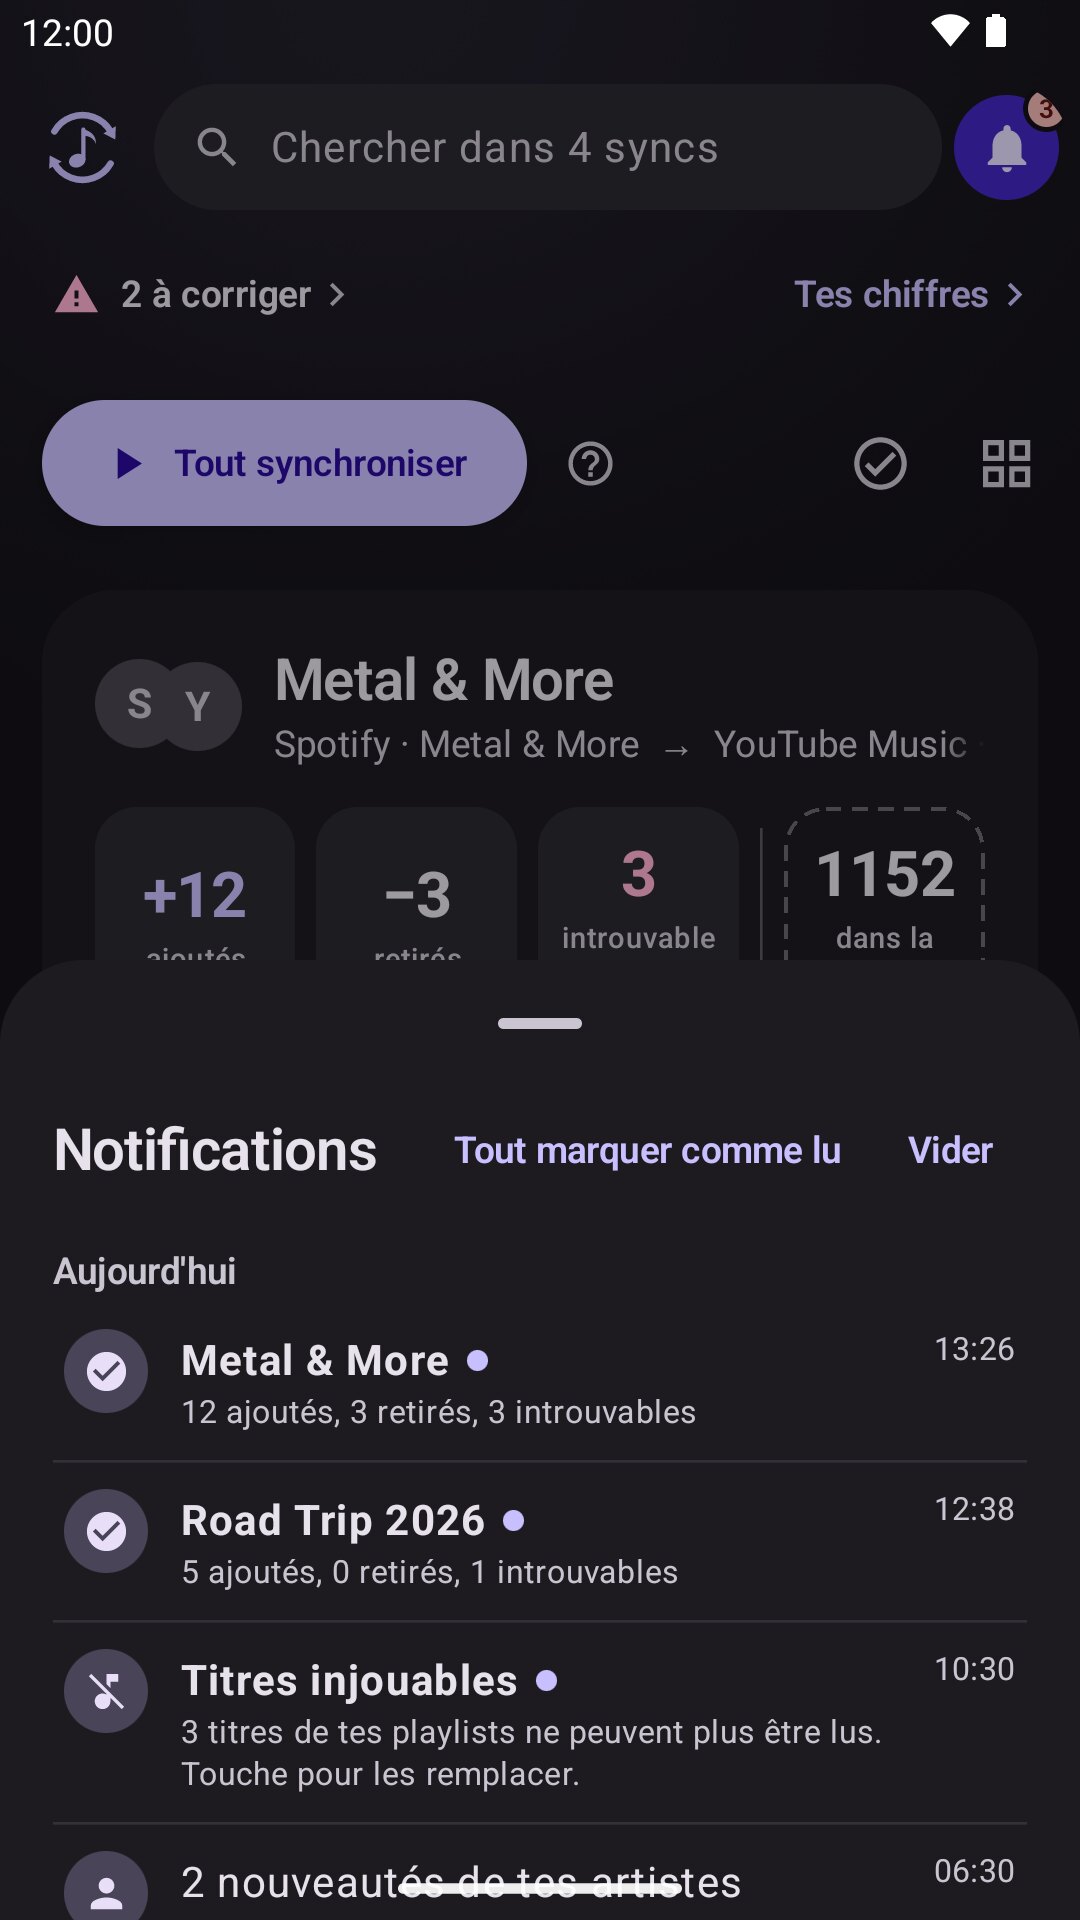 12:00
Chercher dans 4 syncs
3
2 à corriger
Tes chiffres
Tout synchroniser
S Y
Metal & More
Spotify · Metal & More → YouTube Music
+12
ajoutés
−3
retirés
3
introuvable
1152
dans la
Notifications
Tout marquer comme lu
Vider
Aujourd'hui
Metal & More
13:26
12 ajoutés, 3 retirés, 3 introuvables
Road Trip 2026
12:38
5 ajoutés, 0 retirés, 1 introuvables
Titres injouables
10:30
3 titres de tes playlists ne peuvent plus être lus.
Touche pour les remplacer.
2 nouveautés de tes artistes
06:30